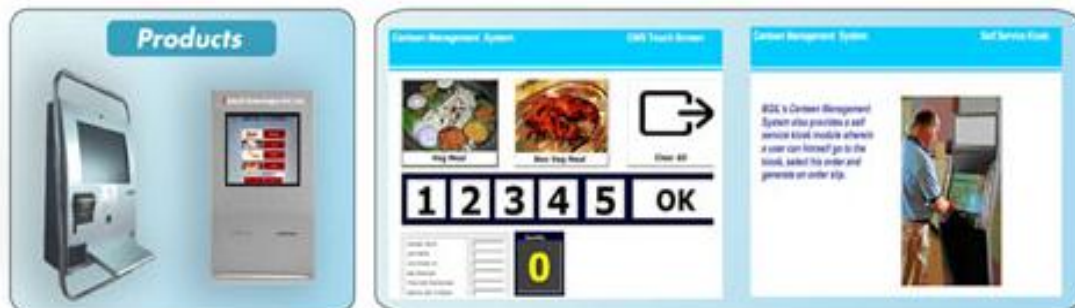 Products
Canteen Management System
CMS Touch Screen
Veg Meal
Non Veg Meal
Clear All
1 2 3 4 5 OK
Quantity
0
Canteen Management System
Self Service Kiosk
Canteen Management
System also provides a self
service kiosk module wherein
a user can himself go to the
kiosk, select his order and
generate an order slip.